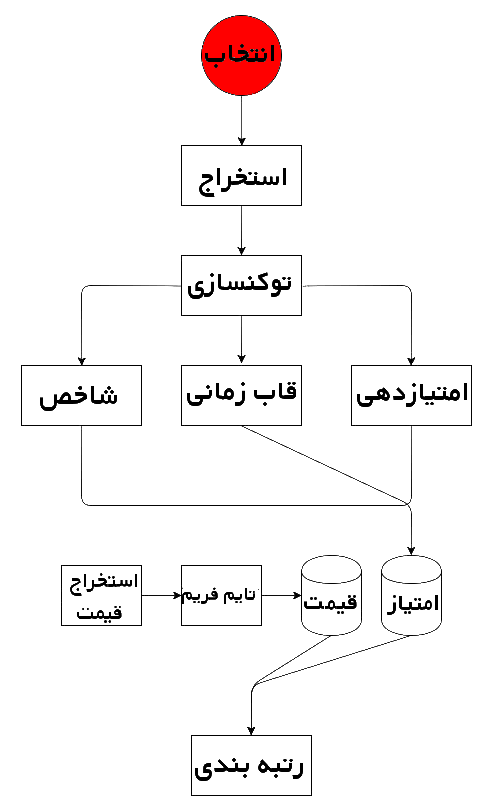 انتخاب
استخراج
توکنسازی
امتیازدهی
قاب زمانی
شاخص
استخراج
قیمت
تایم فریم
قیمت
امتیاز
رتبه بندی